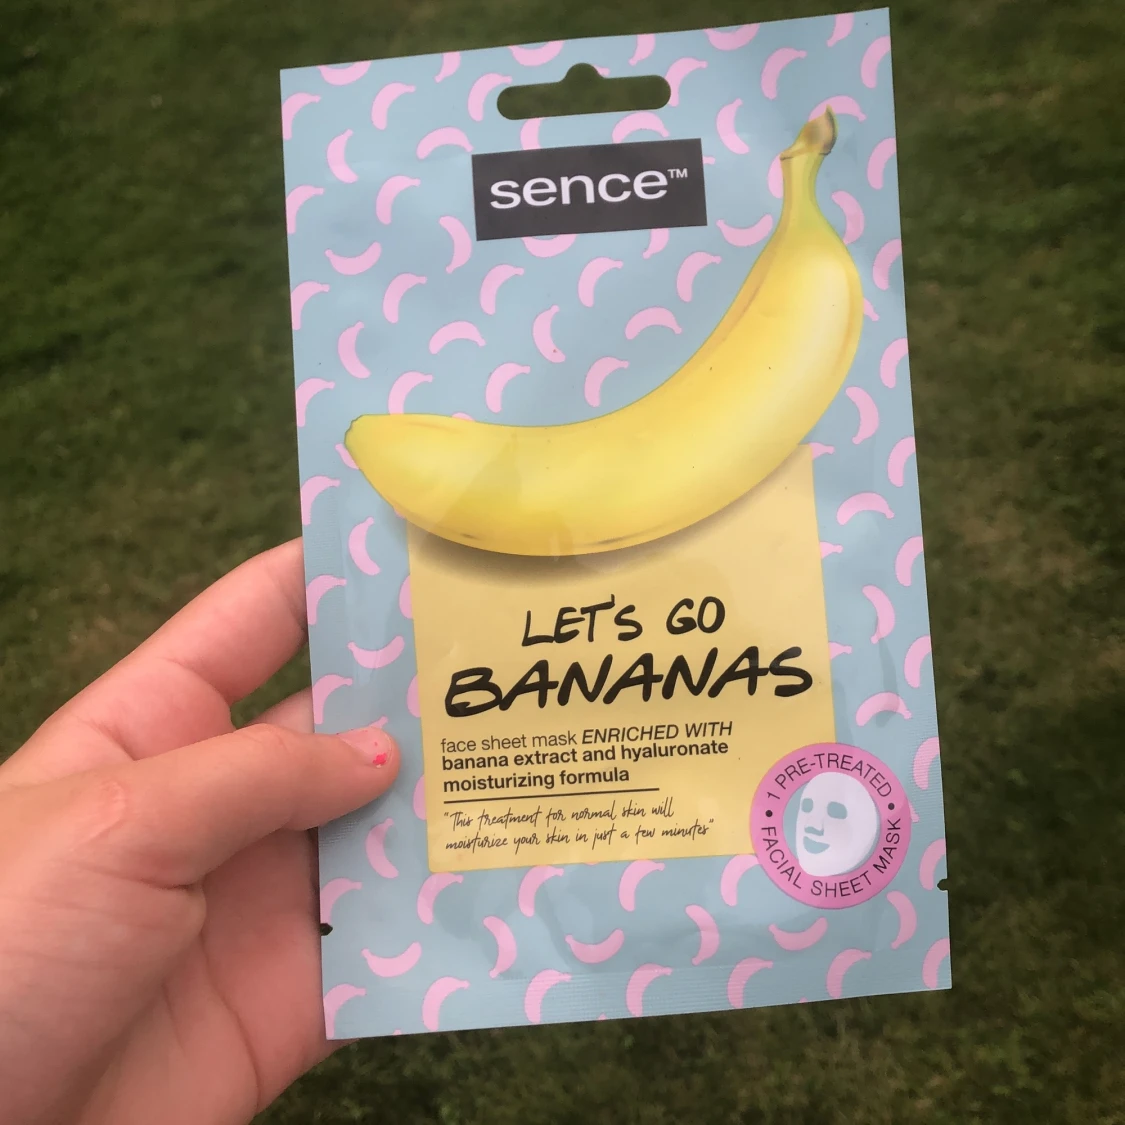 sence™
LET'S GO
BANANAS
face sheet mask ENRICHED WITH
banana extract and hyaluronate
moisturizing formula
"This treatment for normal skin will
moisturize your skin in just a few minutes"
• 1 PRE-TREATED •
FACIAL SHEET MASK